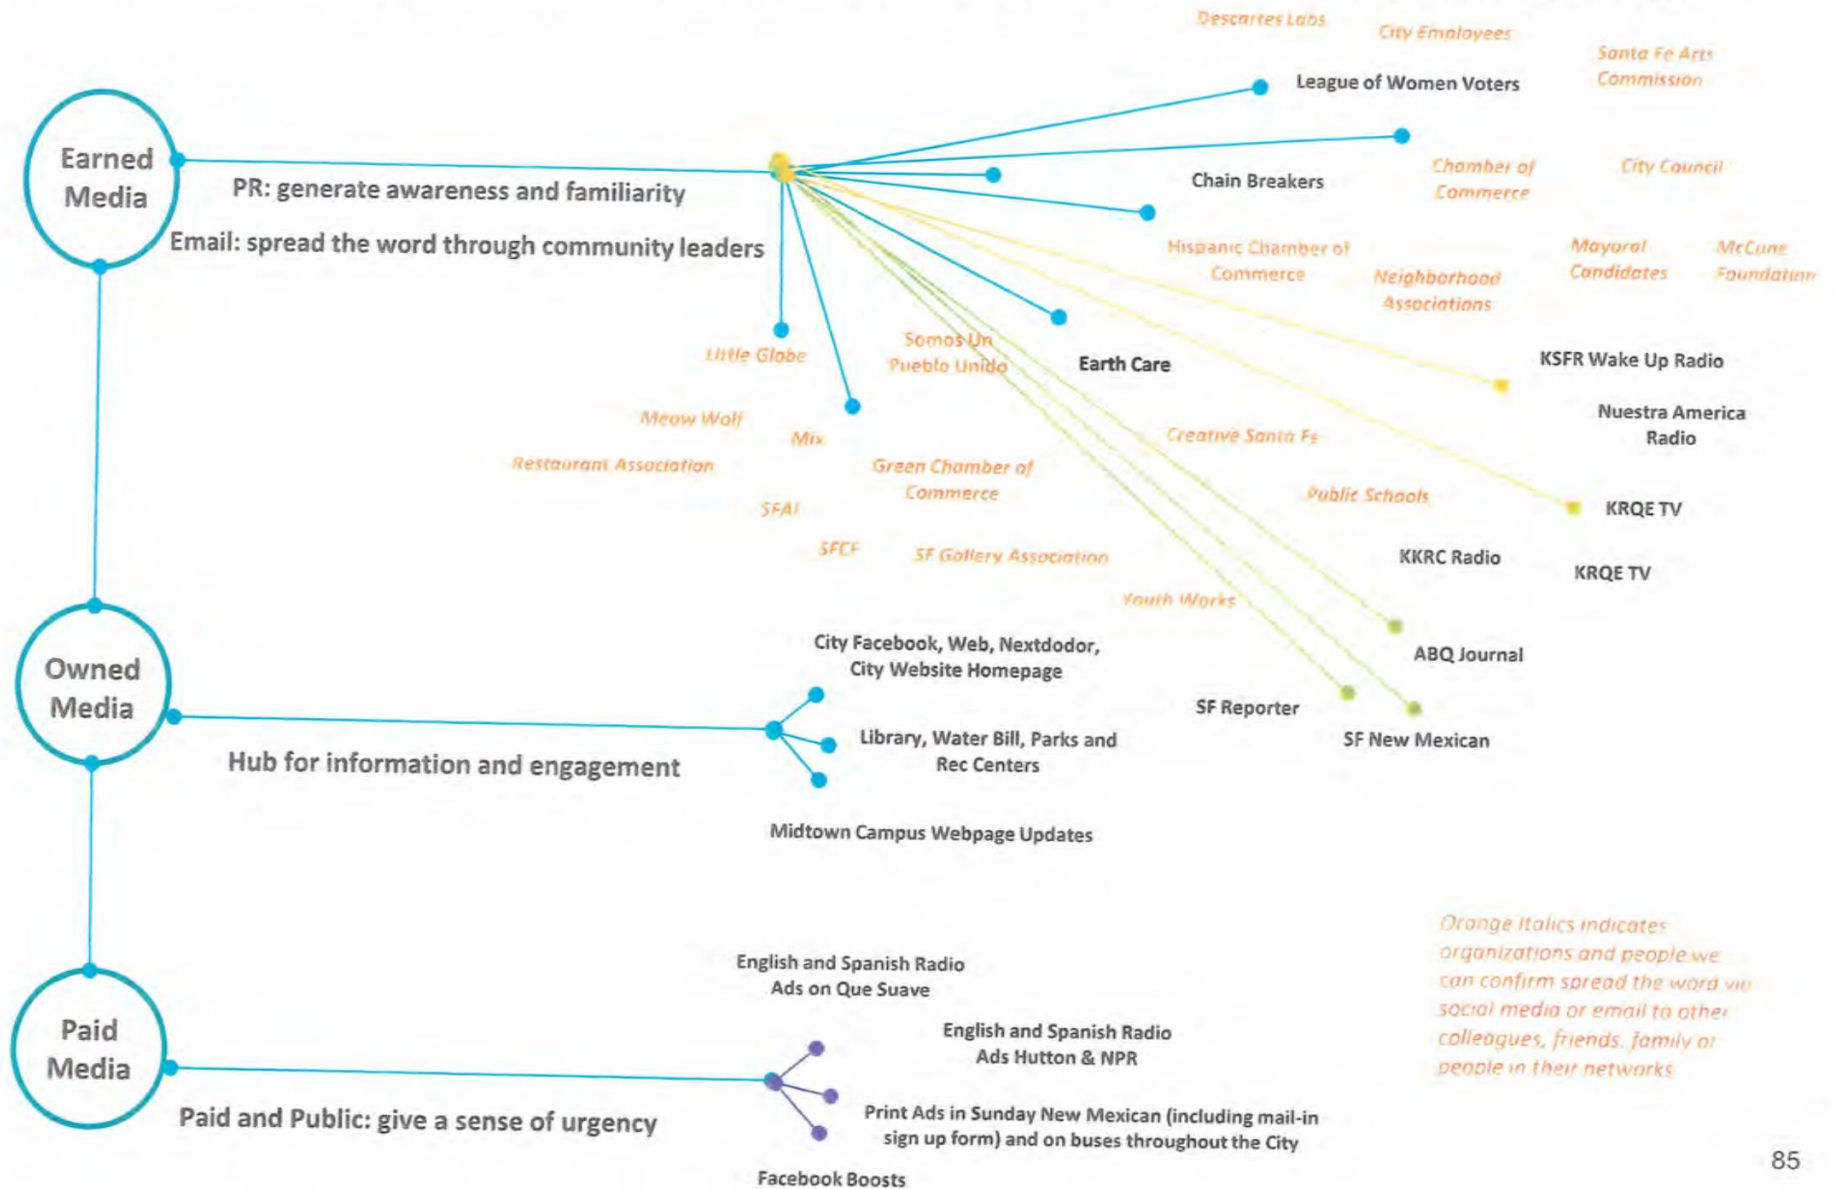 Descartes Labs
City Employees
Santa Fe Arts
Commission
League of Women Voters
Earned
Media
PR: generate awareness and familiarity
Email: spread the word through community leaders
Chain Breakers
Chamber of
Commerce
City Council
Hispanic Chamber of
Commerce
Neighborhood
Associations
Mayoral
Candidates
McCune
Foundation
Little Globe
Somos Un
Pueblo Unido
Earth Care
KSFR Wake Up Radio
Nuestra America
Radio
Meow Wolf
Mix
Restaurant Association
Green Chamber of
Commerce
Creative Santa Fe
Public Schools
KRQE TV
SFAI
SFCF
SF Gallery Association
KKRC Radio
KRQE TV
Youth Works
ABQ Journal
SF Reporter
SF New Mexican
Owned
Media
City Facebook, Web, Nextdodor,
City Website Homepage
Library, Water Bill, Parks and
Rec Centers
Hub for information and engagement
Midtown Campus Webpage Updates
Orange Italics indicates
organizations and people we
can confirm spread the word via
social media or email to other
colleagues, friends, family or
people in their networks
English and Spanish Radio
Ads on Que Suave
Paid
Media
English and Spanish Radio
Ads Hutton & NPR
Paid and Public: give a sense of urgency
Print Ads in Sunday New Mexican (including mail-in
sign up form) and on buses throughout the City
Facebook Boosts
85